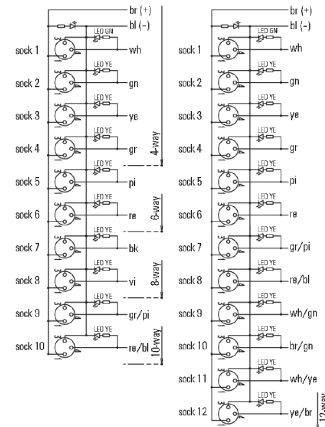 br (+)
bl (−)
LED GN
sock 1 wh
LED YE
sock 2 gn
LED YE
sock 3 ye
LED YE
sock 4 gr
4-way
LED YE
sock 5 pi
LED YE
sock 6 re
6-way
LED YE
sock 7 bk
LED YE
sock 8 vi
8-way
LED YE
sock 9 gr/pi
LED YE
sock 10 re/bl
10-way
br (+)
bl (−)
LED GN
sock 1 wh
LED YE
sock 2 gn
LED YE
sock 3 ye
LED YE
sock 4 gr
LED YE
sock 5 pi
LED YE
sock 6 re
LED YE
sock 7 gr/pi
LED YE
sock 8 re/bl
LED YE
sock 9 wh/gn
LED YE
sock 10 br/gn
LED YE
sock 11 wh/ye
LED YE
sock 12 ye/br
12-way